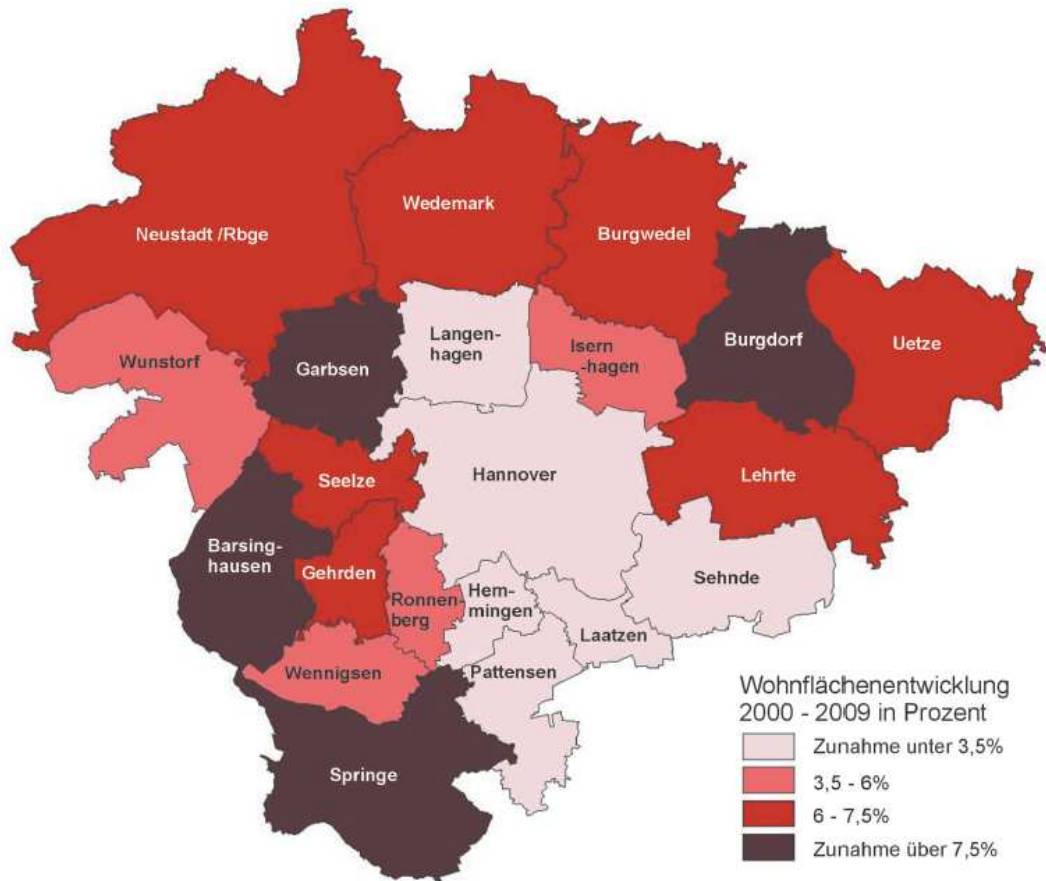 Wedemark
Neustadt /Rbge
Burgwedel
Langen-
hagen
Isern
-hagen
Burgdorf
Uetze
Wunstorf
Garbsen
Seelze
Hannover
Lehrte
Barsing-
hausen
Gehrden
Ronnen-
berg
Hem-
mingen
Sehnde
Laatzen
Wennigsen
Pattensen
Springe
Wohnflächenentwicklung
2000 - 2009 in Prozent
Zunahme unter 3,5%
3,5 - 6%
6 - 7,5%
Zunahme über 7,5%